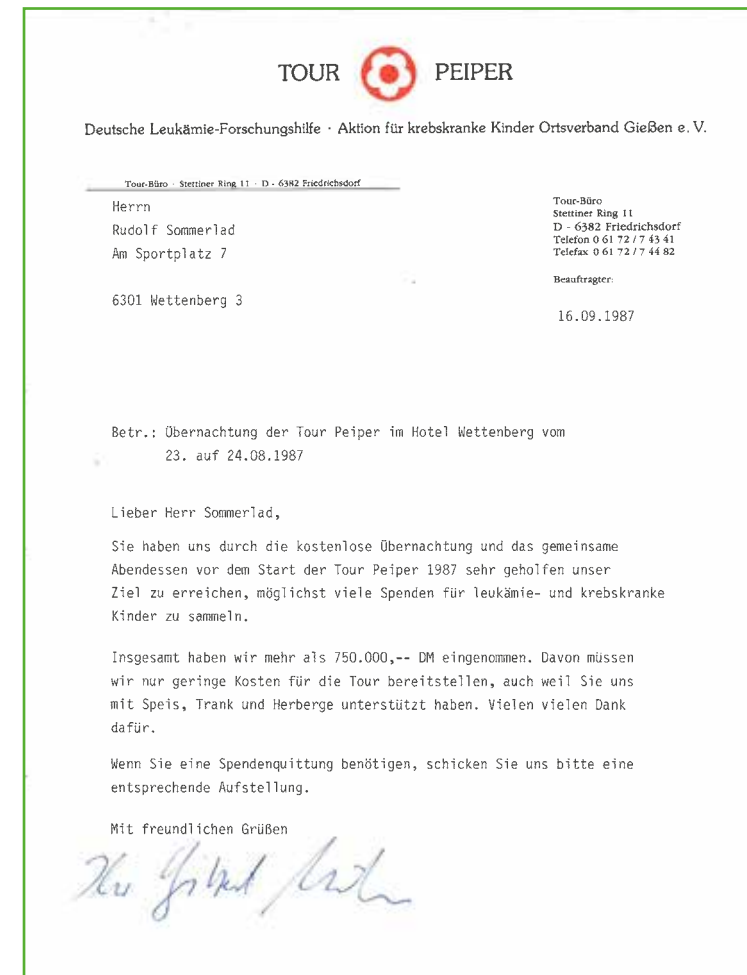 TOUR PEIPER
Deutsche Leukämie-Forschungshilfe · Aktion für krebskranke Kinder Ortsverband Gießen e. V.
Tour-Büro · Stettiner Ring 11 · D - 6382 Friedrichsdorf
Herrn
Rudolf Sommerlad
Am Sportplatz 7
6301 Wettenberg 3
Tour-Büro
Stettiner Ring 11
D - 6382 Friedrichsdorf
Telefon 0 61 72 / 7 43 41
Telefax 0 61 72 / 7 44 82
Beauftragter:
16.09.1987
Betr.: Übernachtung der Tour Peiper im Hotel Wettenberg vom
23. auf 24.08.1987
Lieber Herr Sommerlad,
Sie haben uns durch die kostenlose Übernachtung und das gemeinsame
Abendessen vor dem Start der Tour Peiper 1987 sehr geholfen unser
Ziel zu erreichen, möglichst viele Spenden für leukämie- und krebskranke
Kinder zu sammeln.
Insgesamt haben wir mehr als 750.000,-- DM eingenommen. Davon müssen
wir nur geringe Kosten für die Tour bereitstellen, auch weil Sie uns
mit Speis, Trank und Herberge unterstützt haben. Vielen vielen Dank
dafür.
Wenn Sie eine Spendenquittung benötigen, schicken Sie uns bitte eine
entsprechende Aufstellung.
Mit freundlichen Grüßen